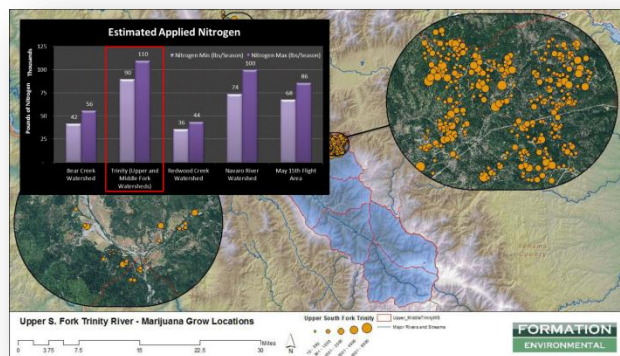 Estimated Applied Nitrogen
Thousands
Pounds of Nitrogen
Nitrogen Min (lbs/Season)
Nitrogen Max (lbs/Season)
125
100
75
50
25
-
42
56
90
110
36
44
74
100
68
86
Bear Creek Watershed
Trinity (Upper and Middle Fork Watersheds)
Redwood Creek Watershed
Navaro River Watershed
May 15th Flight Area
Upper S. Fork Trinity River - Marijuana Grow Locations
0
3.75
7.5
15
22.5
30
Miles
N
Upper South Fork Trinity
Upper_MiddleTrinityWS
Major Rivers and Streams
FORMATION
ENVIRONMENTAL